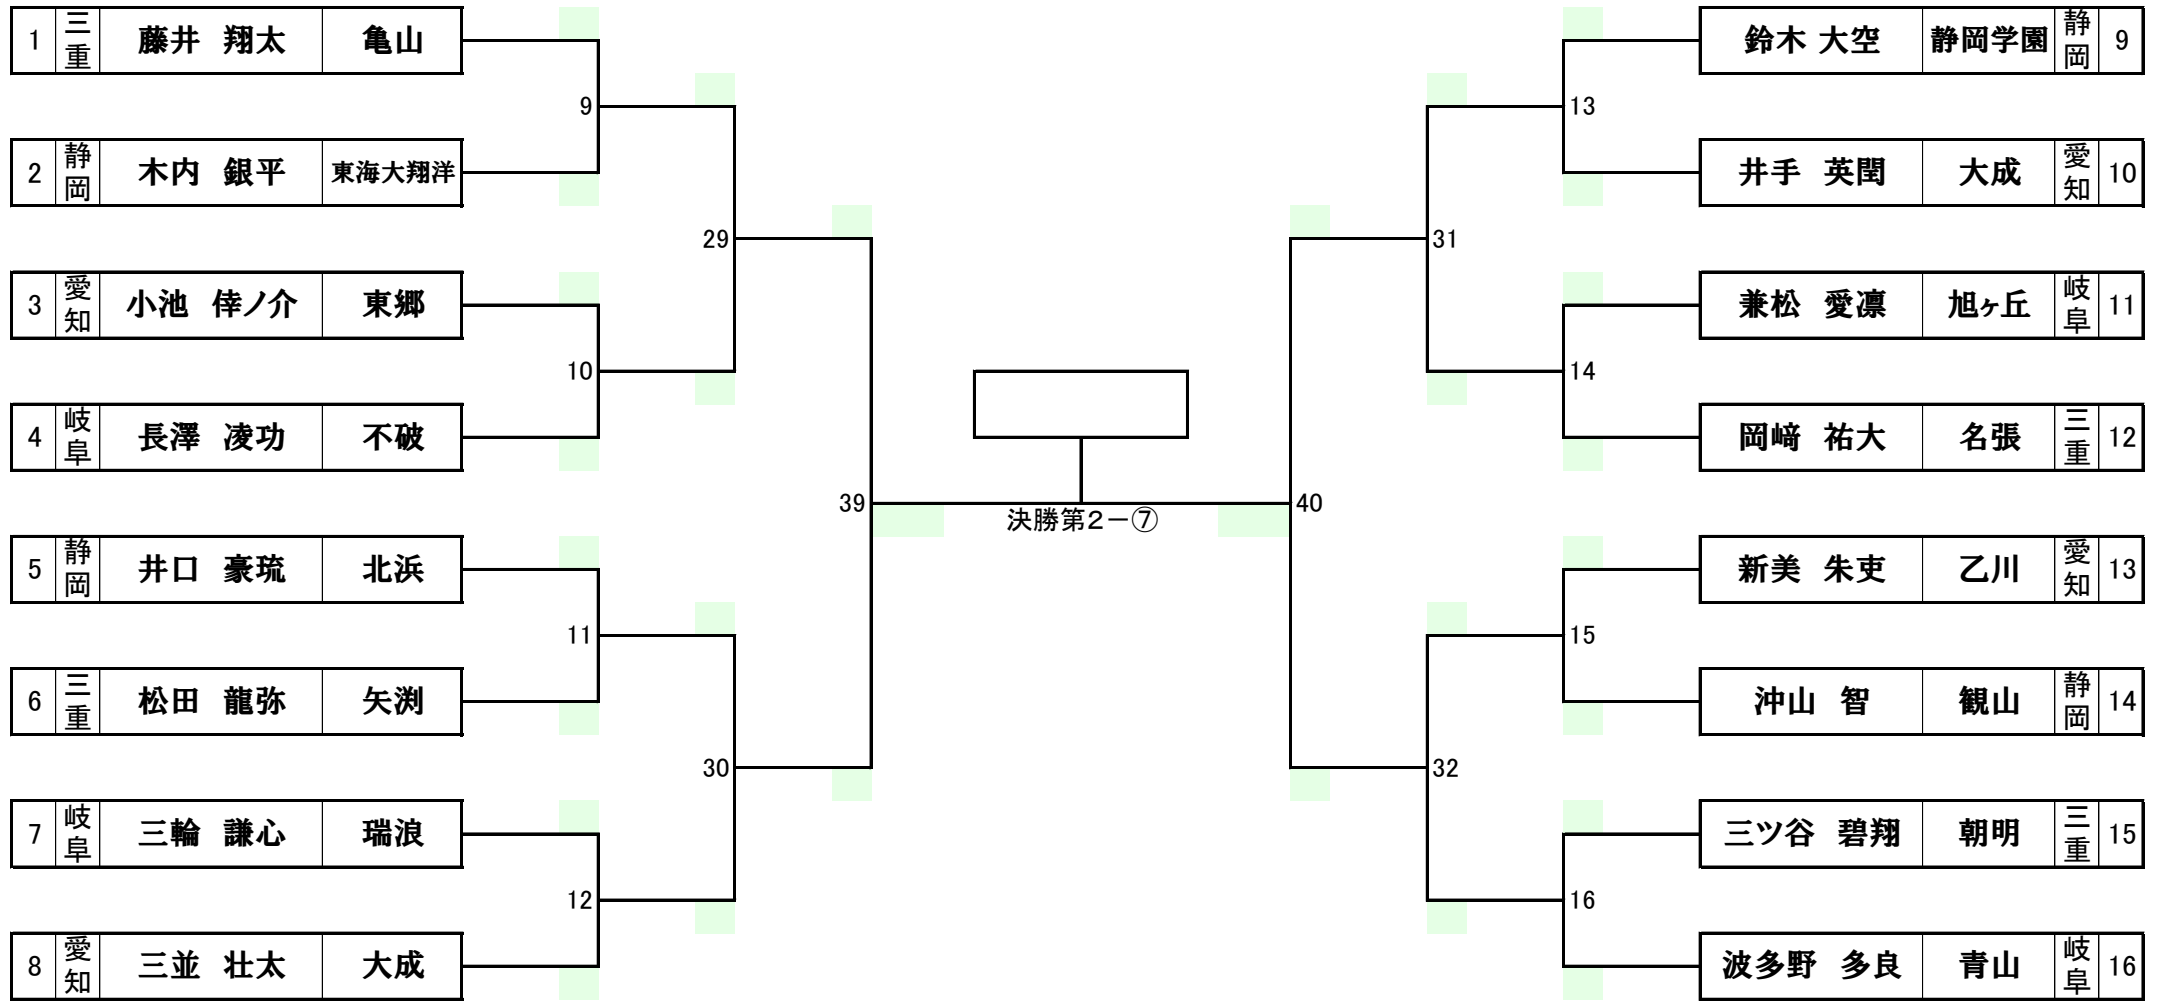 1 三重 藤井 翔太 亀山
9
2 静岡 木内 銀平 東海大翔洋
29
3 愛知 小池 倖ノ介 東郷
10
4 岐阜 長澤 凌功 不破
39
5 静岡 井口 豪琉 北浜
11
6 三重 松田 龍弥 矢渕
30
7 岐阜 三輪 謙心 瑞浪
12
8 愛知 三並 壮太 大成
決勝第2－⑦
鈴木 大空 静岡学園 静岡 9
13
井手 英閏 大成 愛知 10
31
兼松 愛凛 旭ヶ丘 岐阜 11
14
岡﨑 祐大 名張 三重 12
40
新美 朱吏 乙川 愛知 13
15
沖山 智 観山 静岡 14
32
三ツ谷 碧翔 朝明 三重 15
16
波多野 多良 青山 岐阜 16